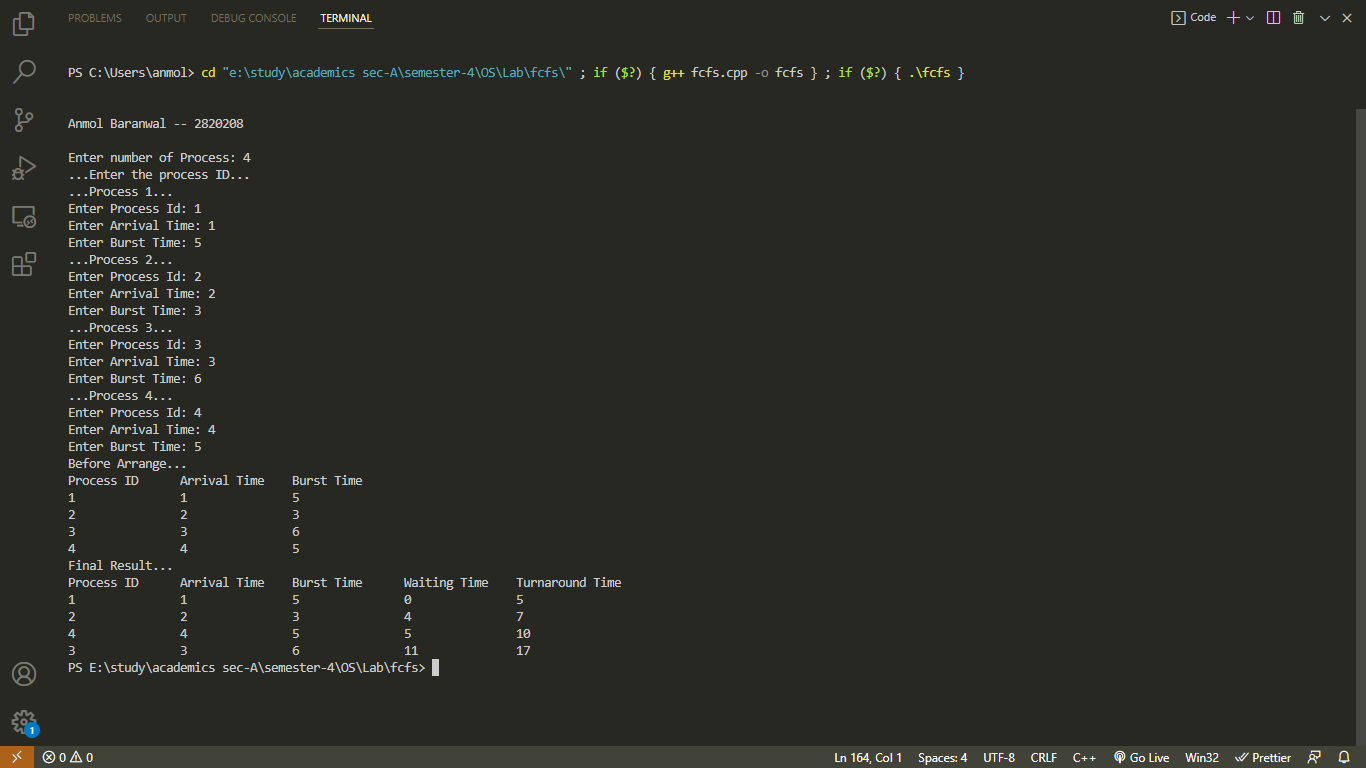 PROBLEMS OUTPUT DEBUG CONSOLE TERMINAL Code
PS C:\Users\anmol> cd "e:\study\academics sec-A\semester-4\OS\Lab\fcfs\" ; if ($?) { g++ fcfs.cpp -o fcfs } ; if ($?) { .\fcfs }
Anmol Baranwal -- 2820208
Enter number of Process: 4
...Enter the process ID...
...Process 1...
Enter Process Id: 1
Enter Arrival Time: 1
Enter Burst Time: 5
...Process 2...
Enter Process Id: 2
Enter Arrival Time: 2
Enter Burst Time: 3
...Process 3...
Enter Process Id: 3
Enter Arrival Time: 3
Enter Burst Time: 6
...Process 4...
Enter Process Id: 4
Enter Arrival Time: 4
Enter Burst Time: 5
Before Arrange...
Process ID Arrival Time Burst Time
1 1 5
2 2 3
3 3 6
4 4 5
Final Result...
Process ID Arrival Time Burst Time Waiting Time Turnaround Time
1 1 5 0 5
2 2 3 4 7
4 4 5 5 10
3 3 6 11 17
PS E:\study\academics sec-A\semester-4\OS\Lab\fcfs>
1
0 0 Ln 164, Col 1 Spaces: 4 UTF-8 CRLF C++ Go Live Win32 Prettier